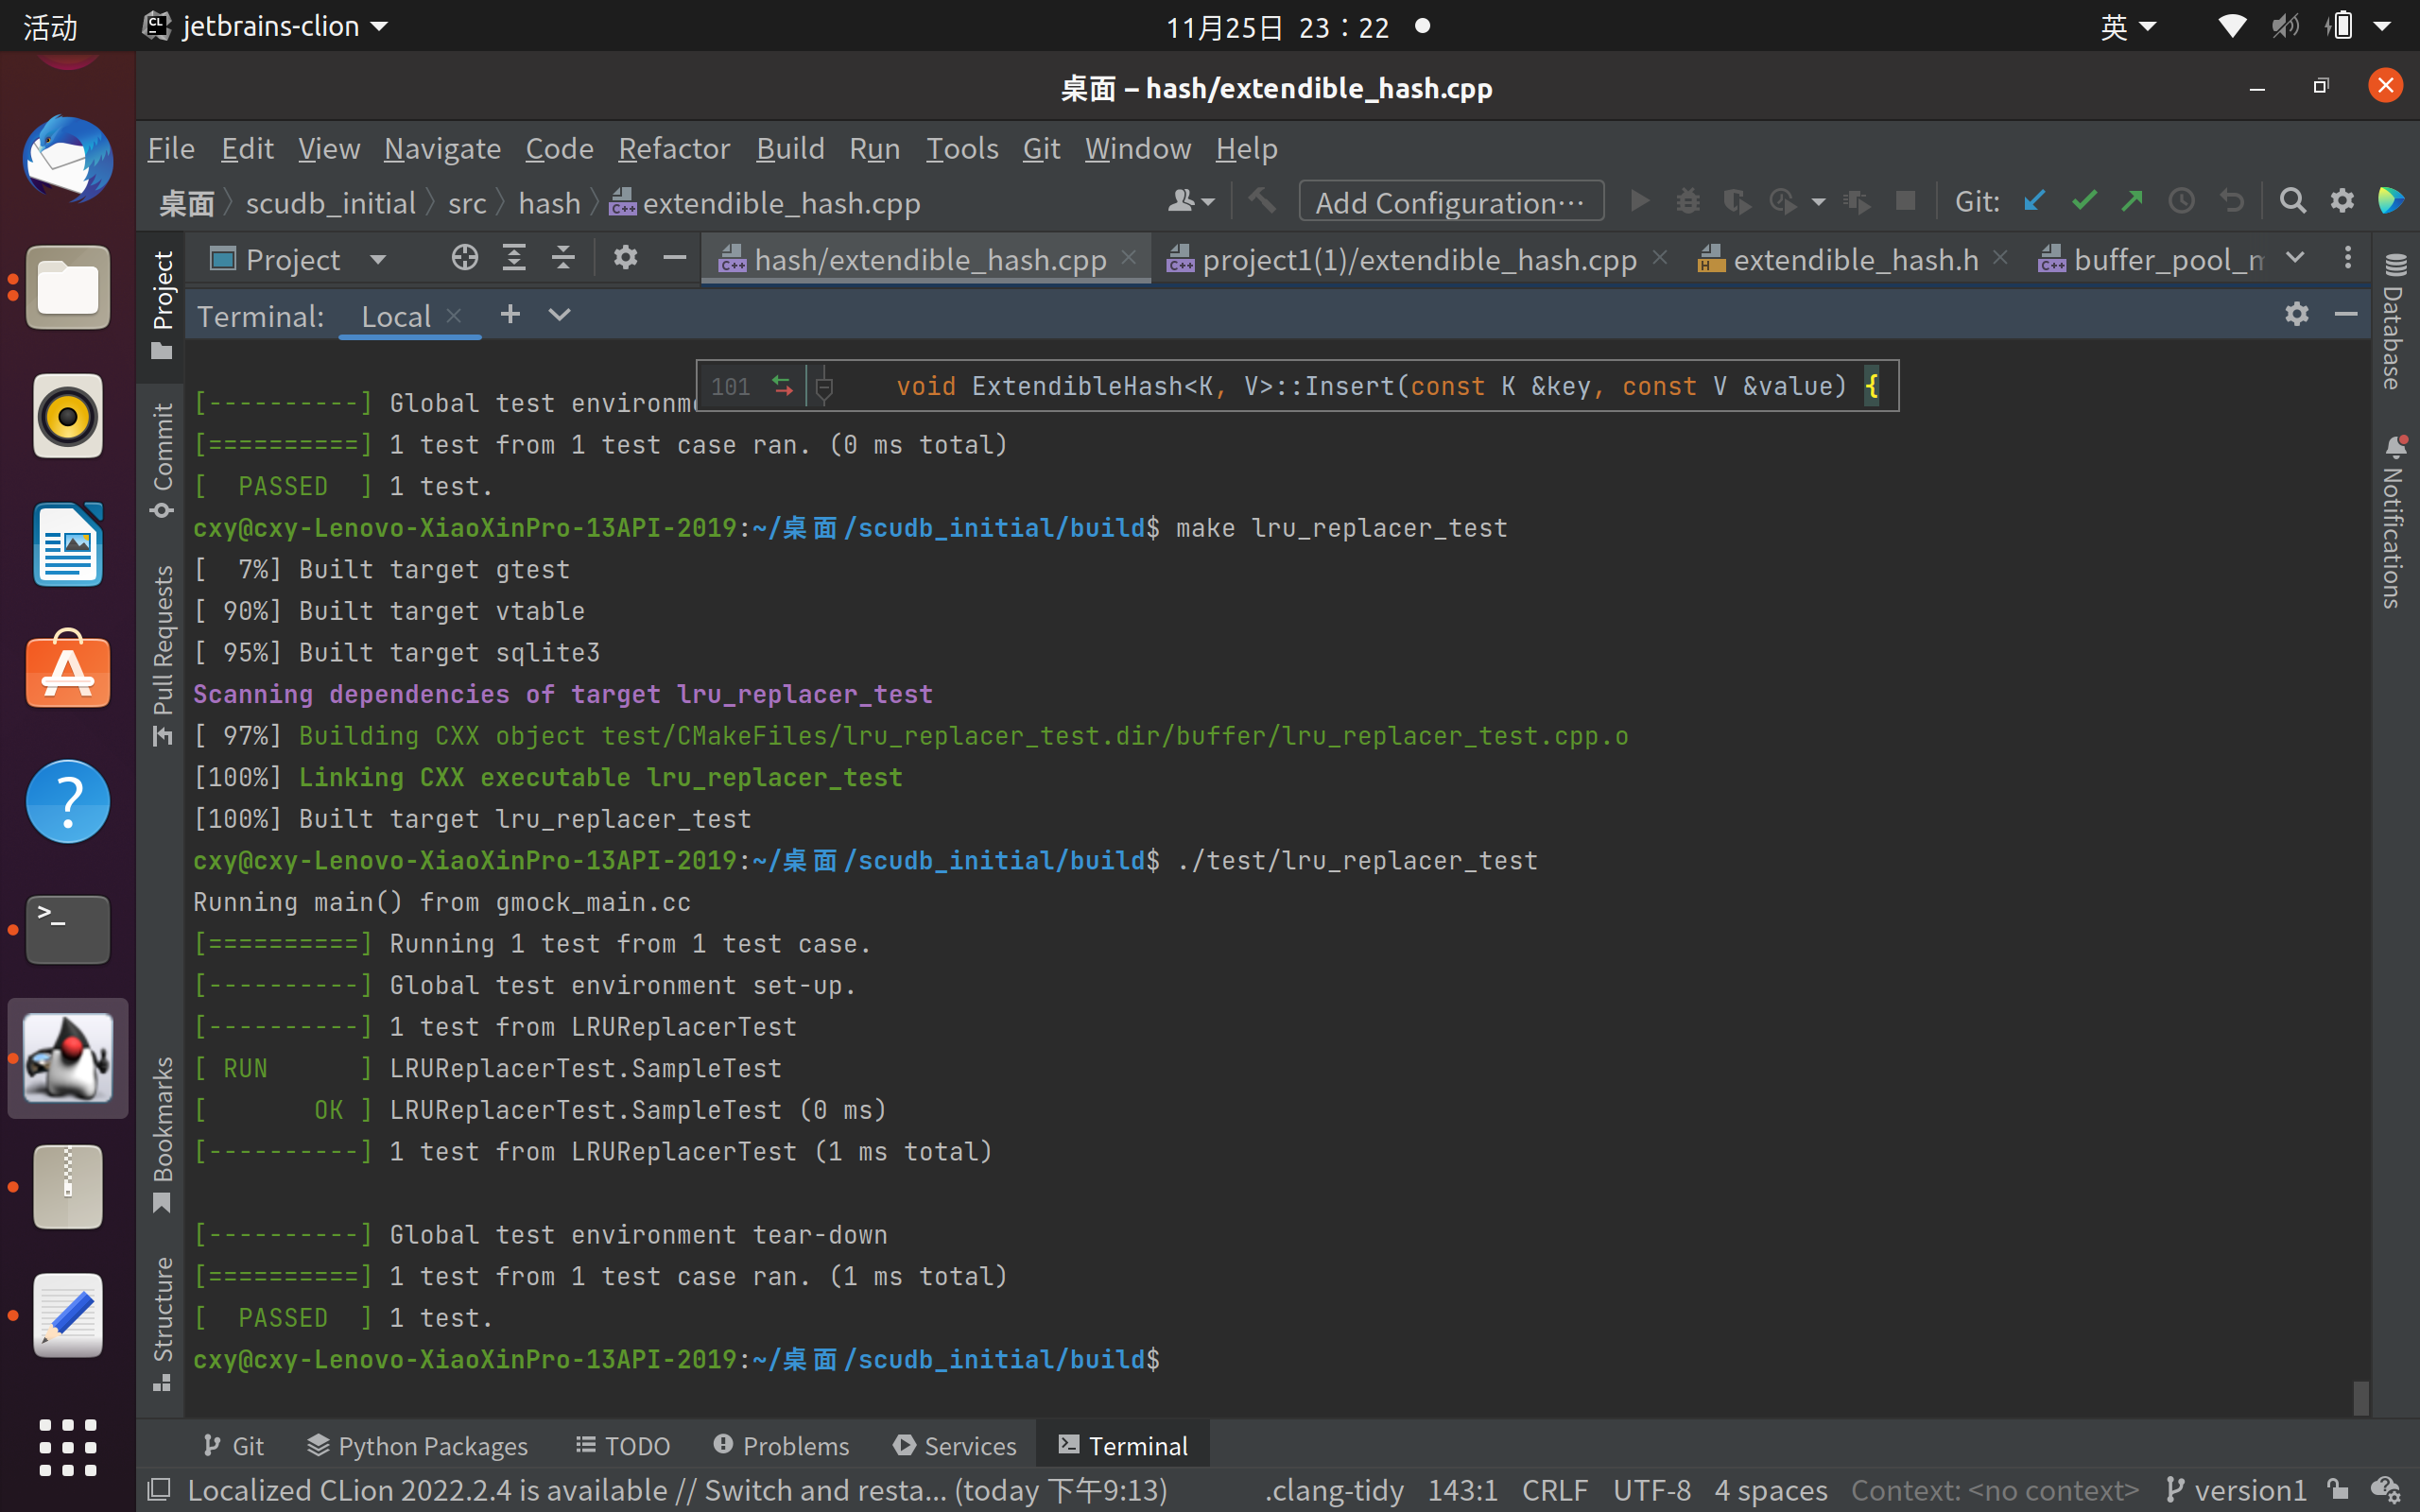 活动
jetbrains-clion
11月25日 23：22
英
桌面 – hash/extendible_hash.cpp
File Edit View Navigate Code Refactor Build Run Tools Git Window Help
桌面 scudb_initial src hash extendible_hash.cpp
Add Configuration...
Git:
Project
hash/extendible_hash.cpp
project1(1)/extendible_hash.cpp
extendible_hash.h
buffer_pool_
Terminal: Local
101 void ExtendibleHash<K, V>::Insert(const K &key, const V &value) {
[----------] Global test environm
[==========] 1 test from 1 test case ran. (0 ms total)
[  PASSED  ] 1 test.
cxy@cxy-Lenovo-XiaoXinPro-13API-2019:~/桌面/scudb_initial/build$ make lru_replacer_test
[  7%] Built target gtest
[ 90%] Built target vtable
[ 95%] Built target sqlite3
Scanning dependencies of target lru_replacer_test
[ 97%] Building CXX object test/CMakeFiles/lru_replacer_test.dir/buffer/lru_replacer_test.cpp.o
[100%] Linking CXX executable lru_replacer_test
[100%] Built target lru_replacer_test
cxy@cxy-Lenovo-XiaoXinPro-13API-2019:~/桌面/scudb_initial/build$ ./test/lru_replacer_test
Running main() from gmock_main.cc
[==========] Running 1 test from 1 test case.
[----------] Global test environment set-up.
[----------] 1 test from LRUReplacerTest
[ RUN      ] LRUReplacerTest.SampleTest
[       OK ] LRUReplacerTest.SampleTest (0 ms)
[----------] 1 test from LRUReplacerTest (1 ms total)
[----------] Global test environment tear-down
[==========] 1 test from 1 test case ran. (1 ms total)
[  PASSED  ] 1 test.
cxy@cxy-Lenovo-XiaoXinPro-13API-2019:~/桌面/scudb_initial/build$
Project
Commit
Pull Requests
Bookmarks
Structure
Database
Notifications
Git Python Packages TODO Problems Services Terminal
Localized CLion 2022.2.4 is available // Switch and resta... (today 下午9:13)
.clang-tidy 143:1 CRLF UTF-8 4 spaces Context: <no context> version1